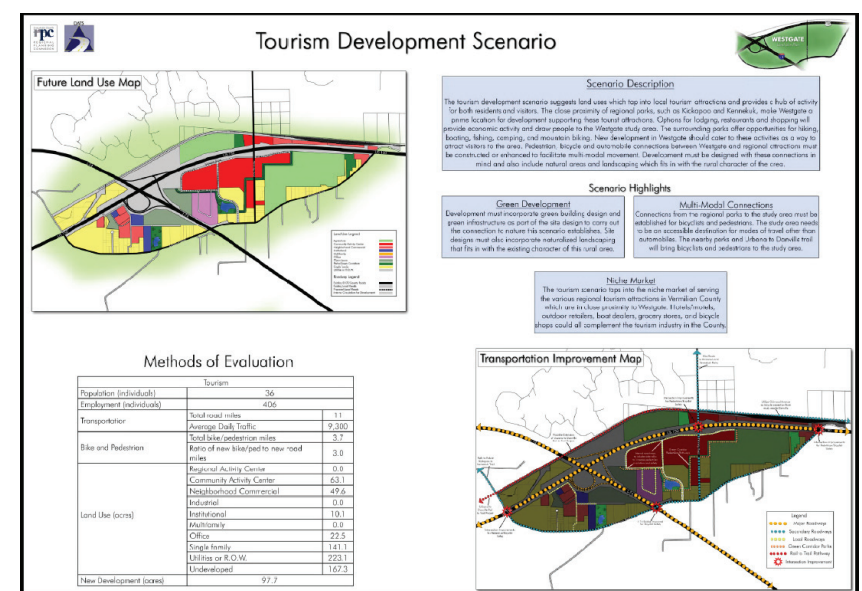 rpc
REGIONAL
PLANNING
COMMISSION
DATS
Tourism Development Scenario
WESTGATE
Future Land Use Map
Scenario Description
The tourism development scenario suggests land uses which tap into local tourism attractions and provides a hub of activity
for both residents and visitors. The close proximity of regional parks, such as Kickapoo and Kennekuk, make Westgate a
prime location for development supporting these tourist attractions. Options for lodging, restaurants and shopping will
provide economic activity and draw people to the Westgate study area. The surrounding parks offer opportunities for hiking,
boating, fishing, camping, and mountain biking. New development in Westgate should cater to these activities as a way to
attract visitors to the area. Pedestrian, bicycle and automobile connections between Westgate and regional attractions must
be constructed or enhanced to facilitate multi-modal movement. Development must be designed with these connections in
mind and also include natural areas and landscaping which fits in with the rural character of the area.
Scenario Highlights
Green Development
Development must incorporate green building design and
green infrastructure as part of the site design to carry out
the connection to nature this scenario establishes. Site
designs must also incorporate naturalized landscaping
that fits in with the existing character of this rural area.
Multi-Modal Connections
Connections from the regional parks to the study area must be
established for bicyclists and pedestrians. The study area needs
to be an accessible destination for modes of travel other than
automobiles. The nearby parks and Urbana to Danville trail
will bring bicyclists and pedestrians to the study area.
Niche Market
The tourism scenario taps into the niche market of serving
the various regional tourism attractions in Vermilion County
which are in close proximity to Westgate. Hotels/motels,
outdoor retailers, boat dealers, grocery stores, and bicycle
shops could all complement the tourism industry in the County.
Methods of Evaluation
Tourism
Population (individuals) 36
Employment (individuals) 406
Transportation
Total road miles 11
Average Daily Traffic 9,300
Bike and Pedestrian
Total bike/pedestrian miles 3.7
Ratio of new bike/ped to new road
miles 3.0
Land Use (acres)
Regional Activity Center 0.0
Community Activity Center 63.1
Neighborhood Commercial 49.6
Industrial 0.0
Institutional 10.1
Multifamily 0.0
Office 22.5
Single family 141.1
Utilities or R.O.W. 223.1
Undeveloped 167.3
New Development (acres) 97.7
Transportation Improvement Map
Legend
Major Roadways
Secondary Roadways
Local Roadways
Green Corridor Paths
Rail to Trail Pathway
Intersection Improvement